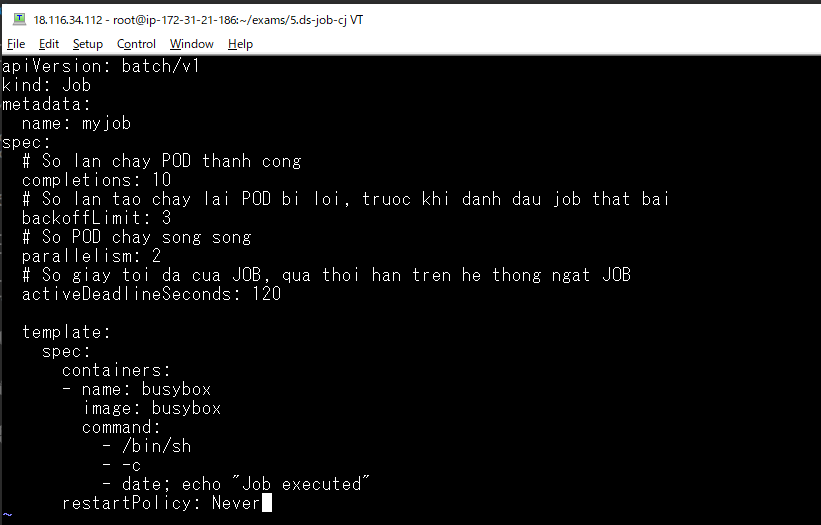 18.116.34.112 - root@ip-172-31-21-186:~/exams/5.ds-job-cj VT
File Edit Setup Control Window Help
apiVersion: batch/v1
kind: Job
metadata:
  name: myjob
spec:
  # So lan chay POD thanh cong
  completions: 10
  # So lan tao chay lai POD bi loi, truoc khi danh dau job that bai
  backoffLimit: 3
  # So POD chay song song
  parallelism: 2
  # So giay toi da cua JOB, qua thoi han tren he thong ngat JOB
  activeDeadlineSeconds: 120

  template:
    spec:
      containers:
      - name: busybox
        image: busybox
        command:
          - /bin/sh
          - -c
          - date; echo "Job executed"
      restartPolicy: Never
~